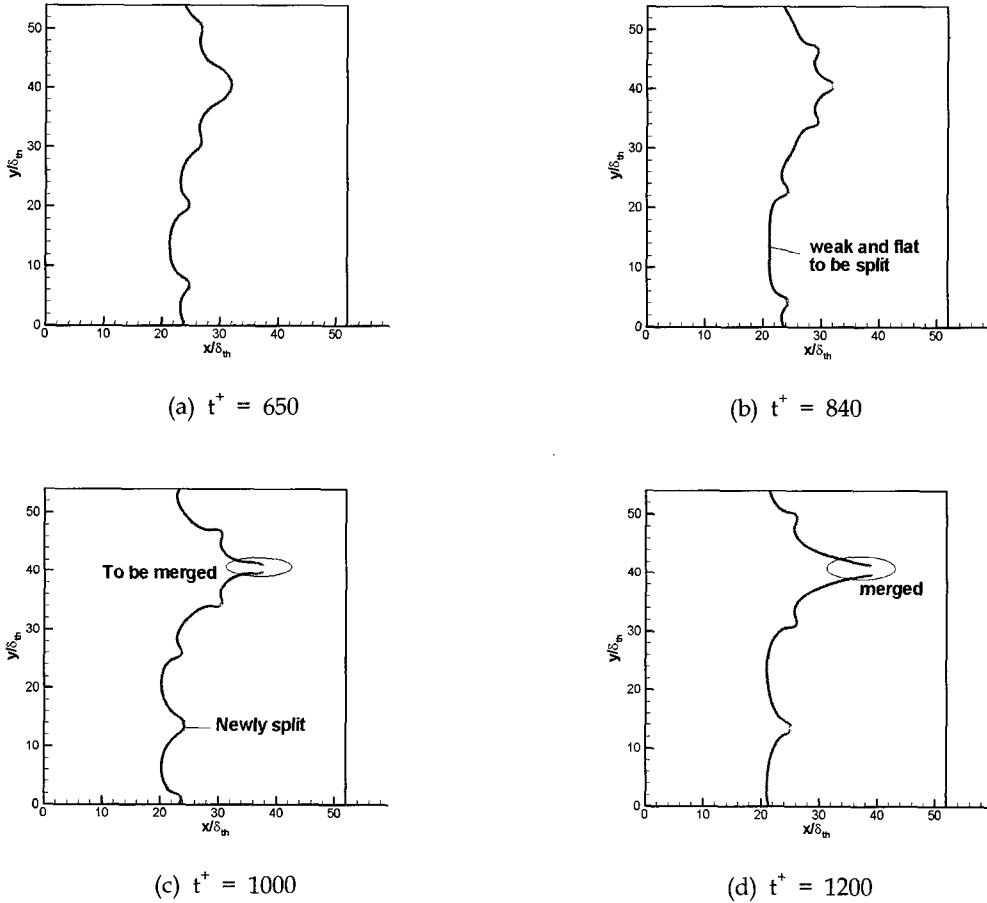 50
40
30
20
10
0
y/δth
0 10 20 30 40 50
x/δth
(a) t+ = 650
50
40
30
20
10
0
y/δth
weak and flat
to be split
0 10 20 30 40 50
x/δth
(b) t+ = 840
50
40
30
20
10
0
y/δth
To be merged
Newly split
0 10 20 30 40 50
x/δth
(c) t+ = 1000
50
40
30
20
10
0
y/δth
merged
0 10 20 30 40 50
x/δth
(d) t+ = 1200